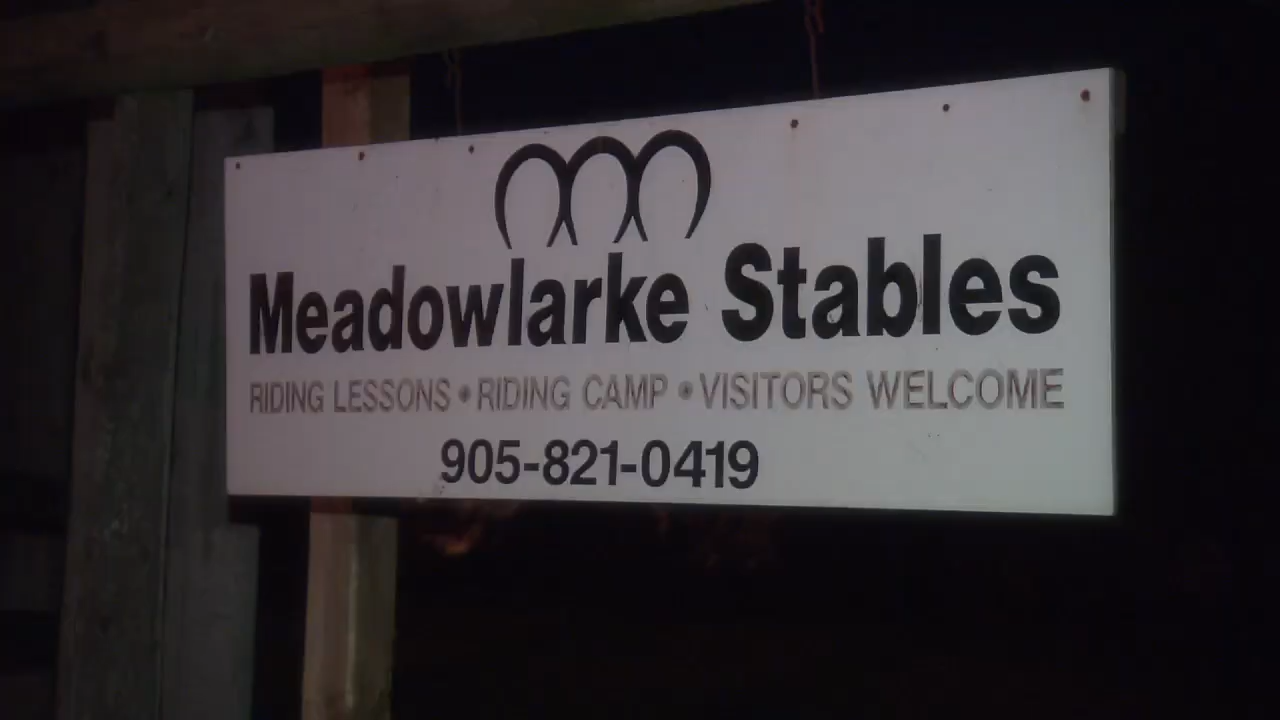 Meadowlarke Stables
RIDING LESSONS • RIDING CAMP • VISITORS WELCOME
905-821-0419